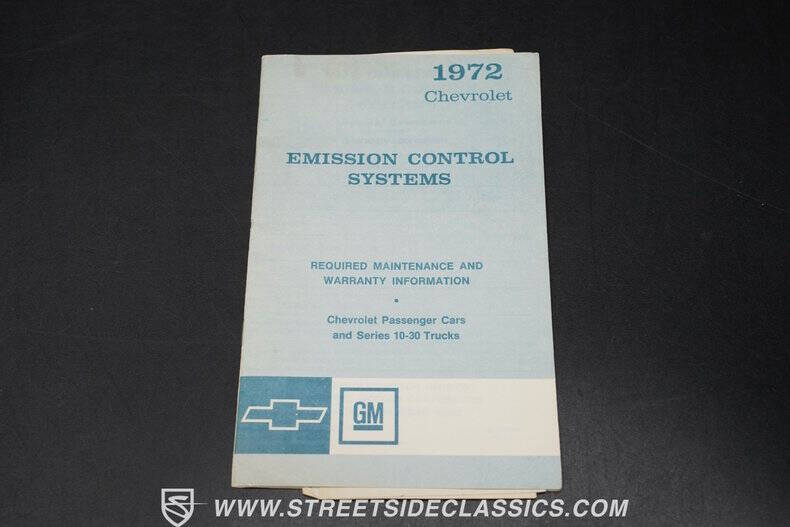 1972
Chevrolet
EMISSION CONTROL
SYSTEMS
REQUIRED MAINTENANCE AND
WARRANTY INFORMATION
•
Chevrolet Passenger Cars
and Series 10-30 Trucks
GM
WWW.STREETSIDECLASSICS.COM